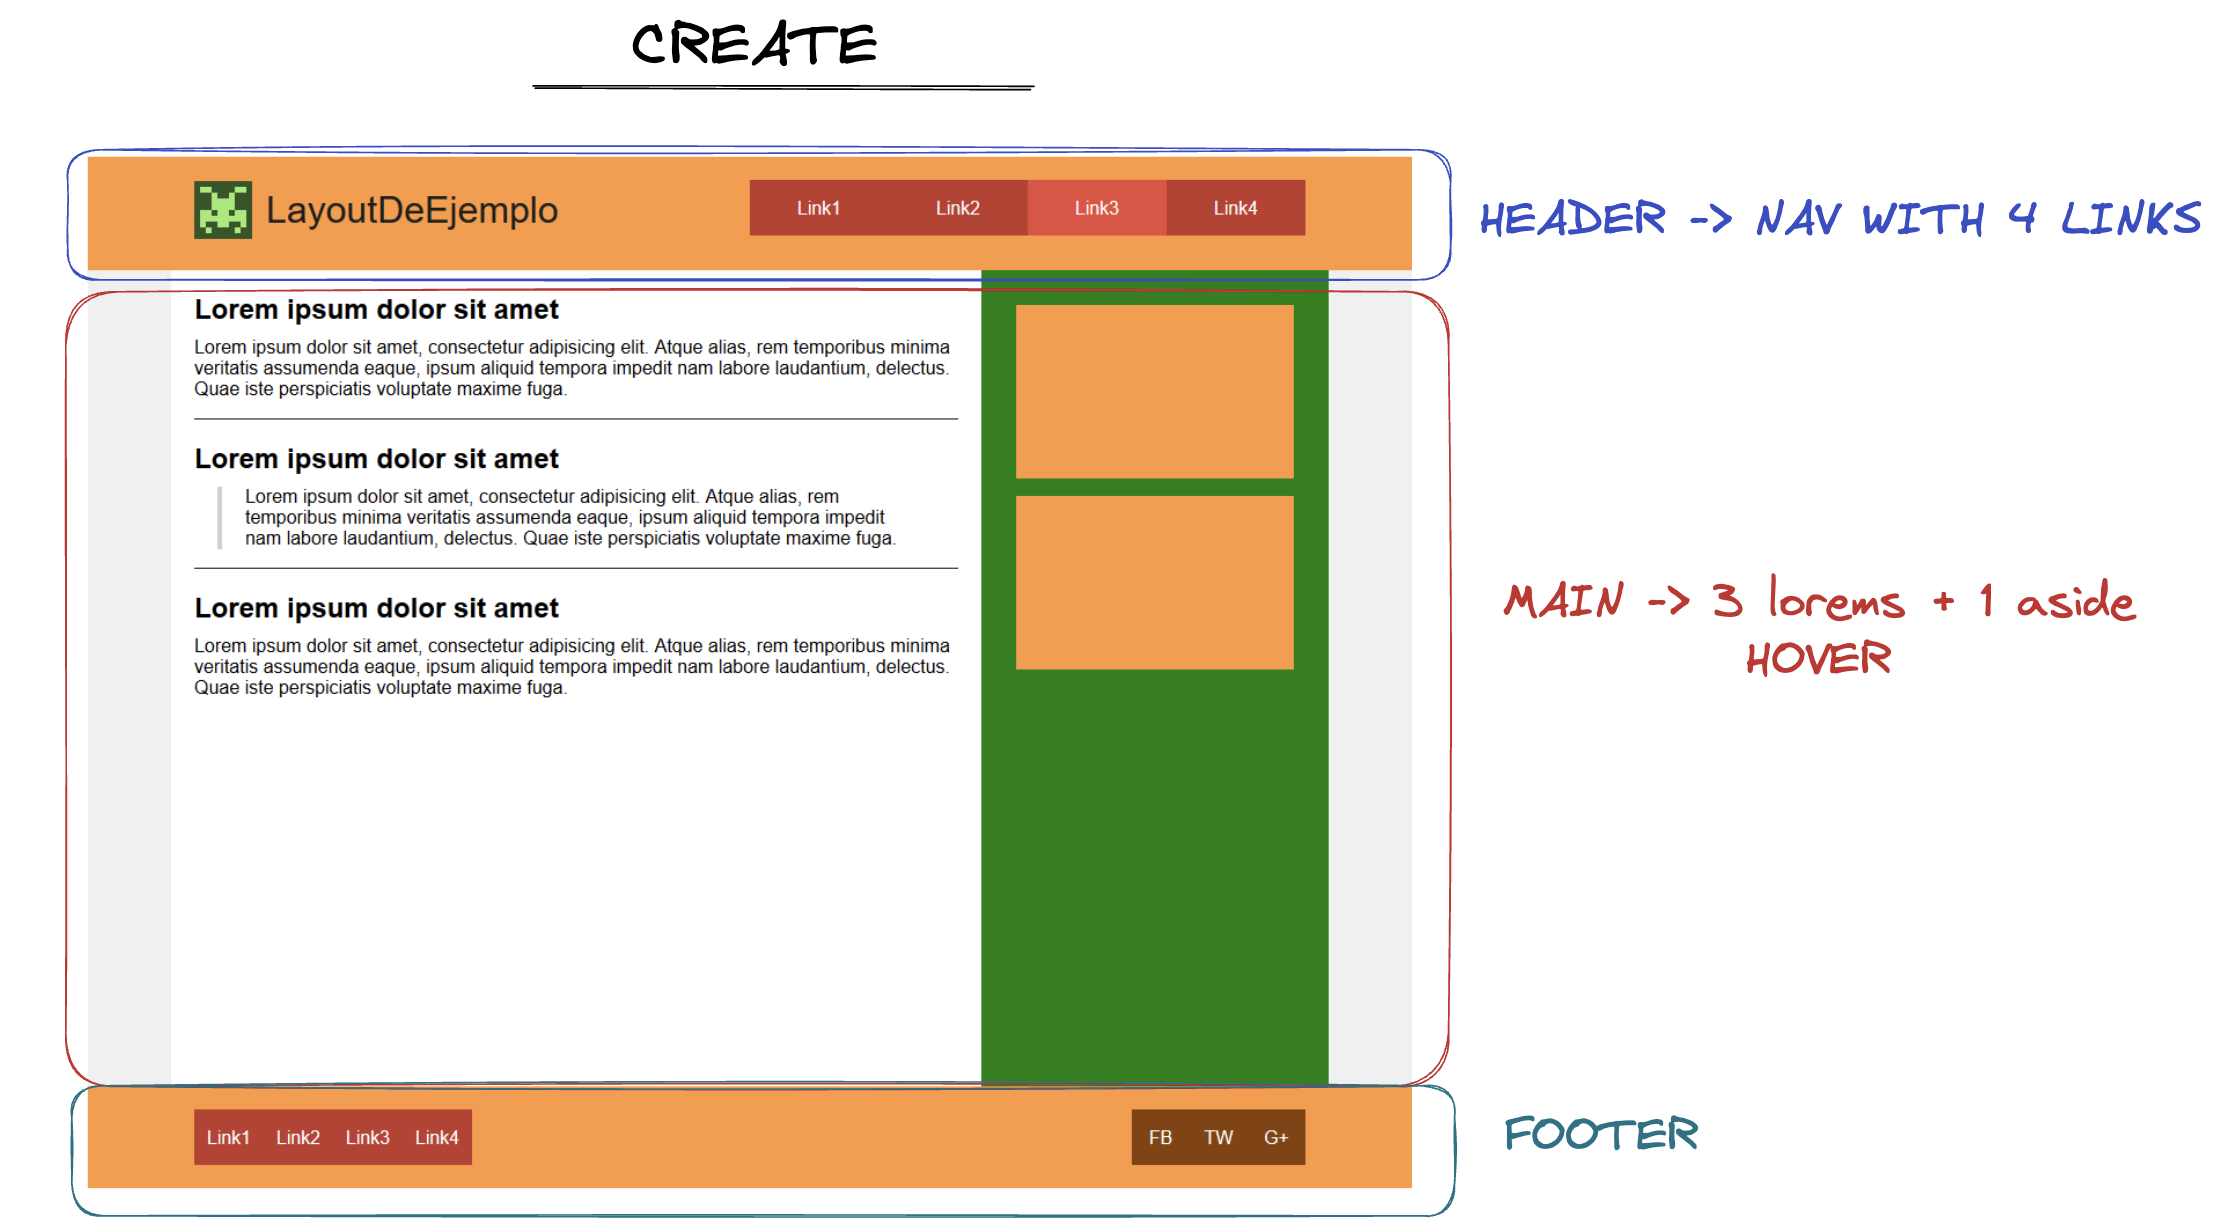 CREATE
LayoutDeEjemplo
Link1 Link2 Link3 Link4
HEADER -> NAV WITH 4 LINKS
Lorem ipsum dolor sit amet
Lorem ipsum dolor sit amet, consectetur adipisicing elit. Atque alias, rem temporibus minima
veritatis assumenda eaque, ipsum aliquid tempora impedit nam labore laudantium, delectus.
Quae iste perspiciatis voluptate maxime fuga.
Lorem ipsum dolor sit amet
Lorem ipsum dolor sit amet, consectetur adipisicing elit. Atque alias, rem
temporibus minima veritatis assumenda eaque, ipsum aliquid tempora impedit
nam labore laudantium, delectus. Quae iste perspiciatis voluptate maxime fuga.
Lorem ipsum dolor sit amet
Lorem ipsum dolor sit amet, consectetur adipisicing elit. Atque alias, rem temporibus minima
veritatis assumenda eaque, ipsum aliquid tempora impedit nam labore laudantium, delectus.
Quae iste perspiciatis voluptate maxime fuga.
MAIN -> 3 lorems + 1 aside
HOVER
Link1 Link2 Link3 Link4
FB TW G+
FOOTER